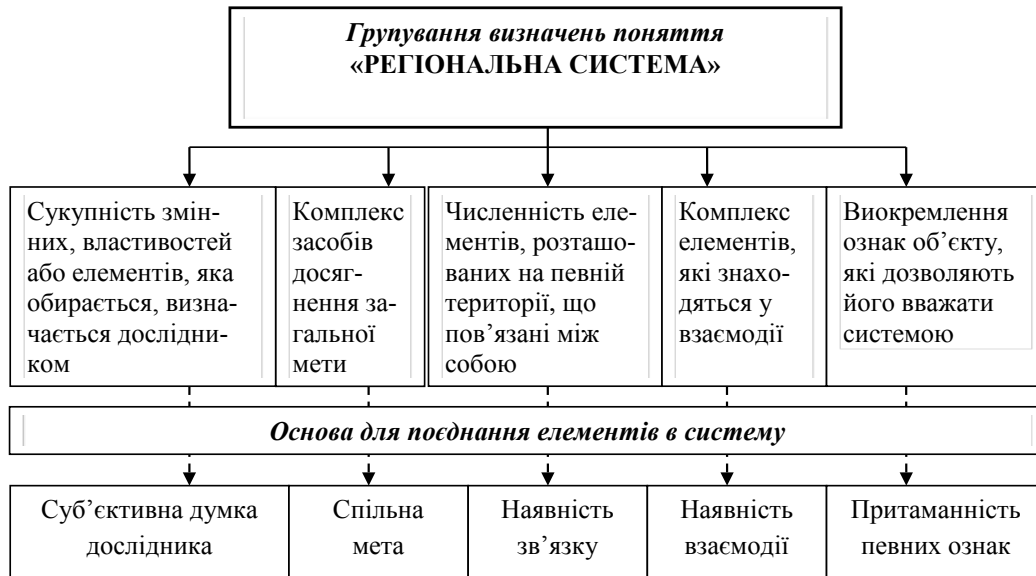 Групування визначень поняття
«РЕГІОНАЛЬНА СИСТЕМА»
Сукупність змін-
них, властивостей
або елементів, яка
обирається, визна-
чається дослідни-
ком
Комплекс
засобів
досяг-
нення за-
гальної
мети
Численність еле-
ментів, розташо-
ваних на певній
території, що
пов’язані між
собою
Комплекс
елементів,
які знахо-
дяться у
взаємодії
Виокремлення
ознак об’єкту,
які дозволяють
його вважати
системою
Основа для поєднання елементів в систему
Суб’єктивна думка
дослідника
Спільна
мета
Наявність
зв’язку
Наявність
взаємодії
Притаманність
певних ознак